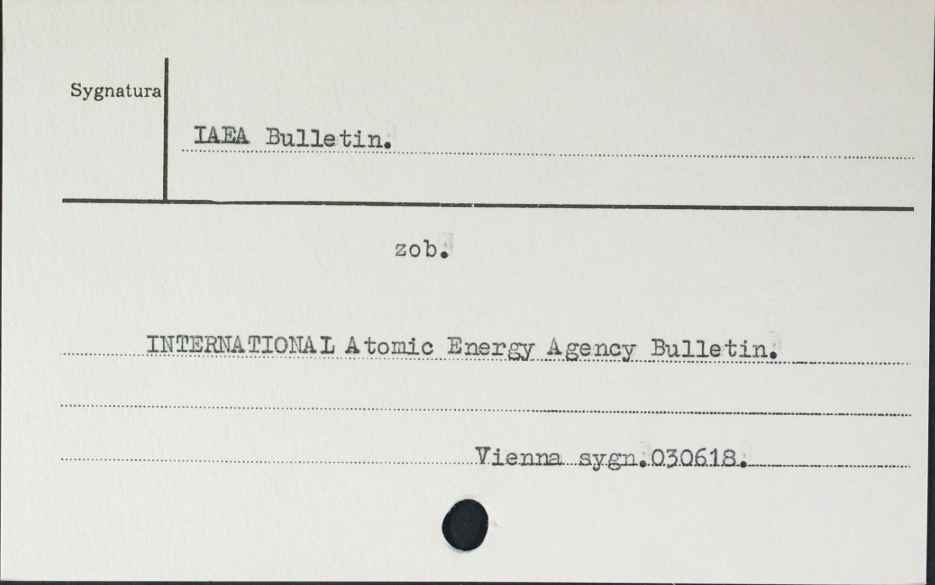 Sygnatura
IAEA Bulletin.
zob.
INTERNATIONAL Atomic Energy Agency Bulletin.
Vienna sygn.030618.